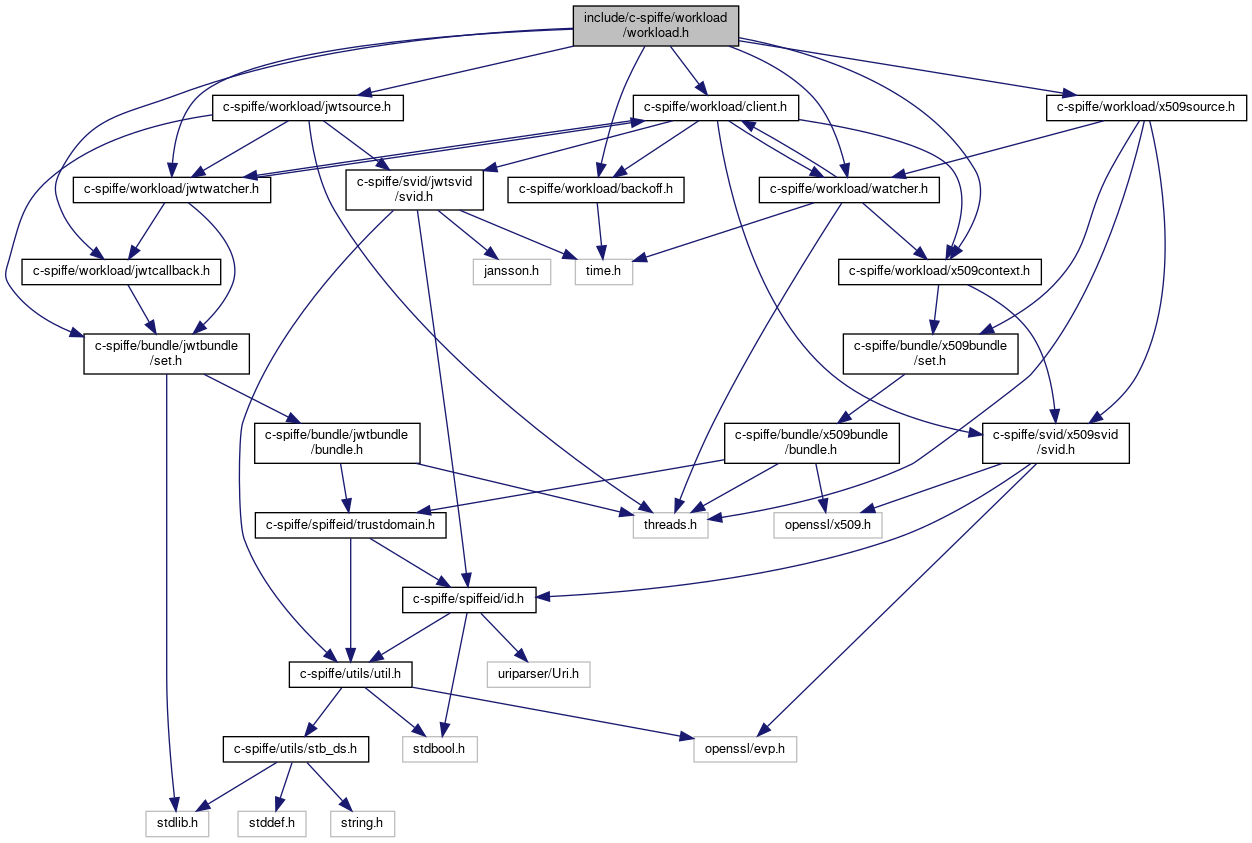 include/c-spiffe/workload
/workload.h
c-spiffe/workload/jwtsource.h
c-spiffe/workload/client.h
c-spiffe/workload/x509source.h
c-spiffe/workload/jwtwatcher.h
c-spiffe/svid/jwtsvid
/svid.h
c-spiffe/workload/backoff.h
c-spiffe/workload/watcher.h
c-spiffe/workload/jwtcallback.h
jansson.h
time.h
c-spiffe/workload/x509context.h
c-spiffe/bundle/jwtbundle
/set.h
c-spiffe/bundle/x509bundle
/set.h
c-spiffe/bundle/jwtbundle
/bundle.h
c-spiffe/bundle/x509bundle
/bundle.h
c-spiffe/svid/x509svid
/svid.h
c-spiffe/spiffeid/trustdomain.h
threads.h
openssl/x509.h
c-spiffe/spiffeid/id.h
c-spiffe/utils/util.h
uriparser/Uri.h
c-spiffe/utils/stb_ds.h
stdbool.h
openssl/evp.h
stdlib.h
stddef.h
string.h